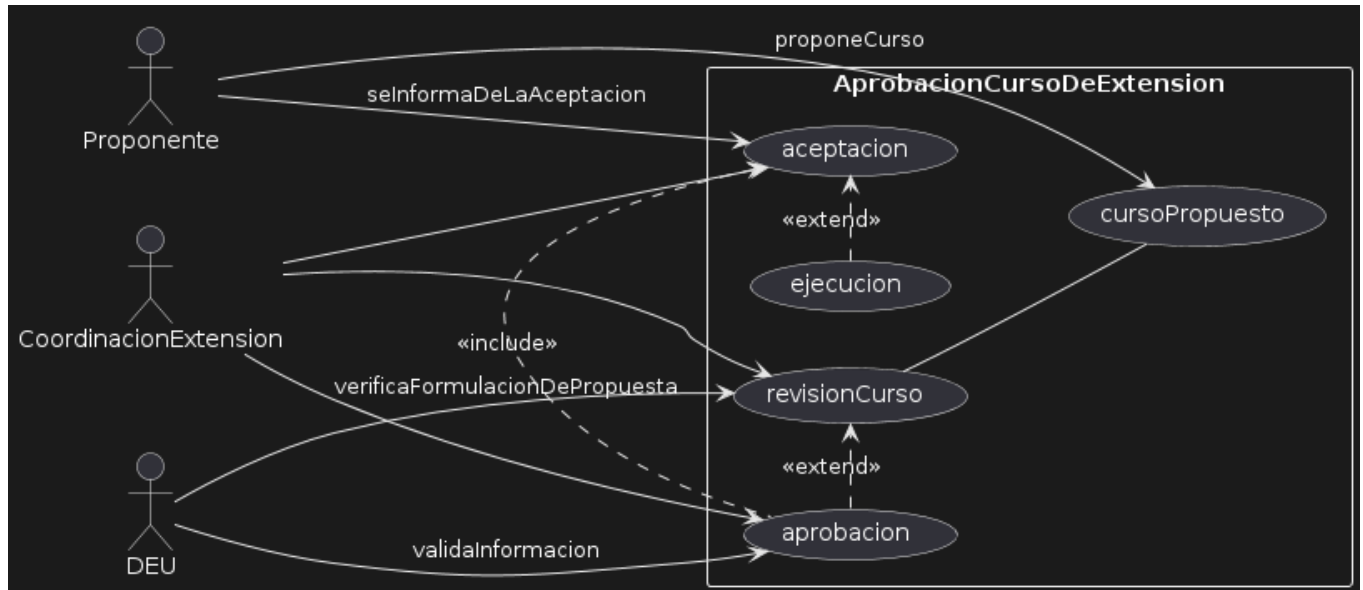 proponeCurso
AprobacionCursoDeExtension
seInformaDeLaAceptacion
Proponente
aceptacion
cursoPropuesto
«extend»
ejecucion
CoordinacionExtension
«include»
verificaFormulacionDePropuesta
revisionCurso
«extend»
aprobacion
validaInformacion
DEU